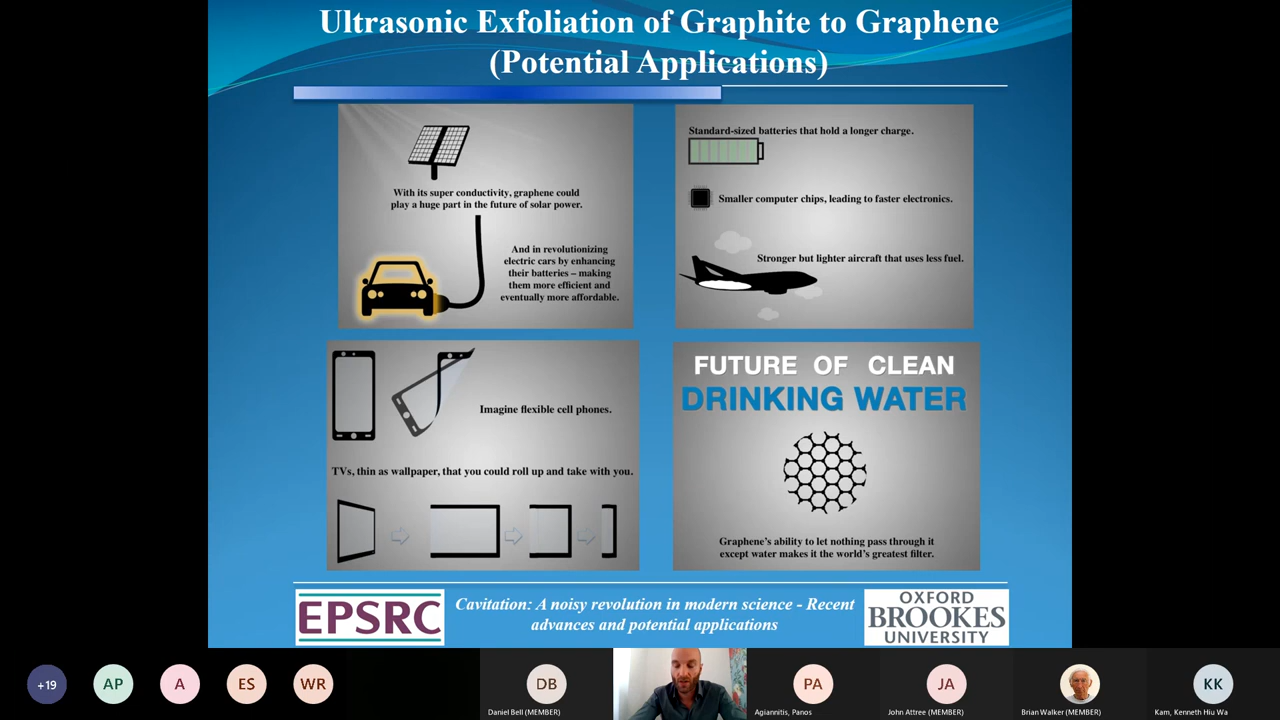 Ultrasonic Exfoliation of Graphite to Graphene
(Potential Applications)
With its super conductivity, graphene could
play a huge part in the future of solar power.
And in revolutionizing
electric cars by enhancing
their batteries – making
them more efficient and
eventually more affordable.
Standard-sized batteries that hold a longer charge.
Smaller computer chips, leading to faster electronics.
Stronger but lighter aircraft that uses less fuel.
Imagine flexible cell phones.
TVs, thin as wallpaper, that you could roll up and take with you.
FUTURE OF CLEAN
DRINKING WATER
Graphene's ability to let nothing pass through it
except water makes it the world's greatest filter.
EPSRC
Cavitation: A noisy revolution in modern science - Recent
advances and potential applications
OXFORD
BROOKES
UNIVERSITY
+19
AP
A
ES
WR
DB
Daniel Bell (MEMBER)
PA
Agiannitis, Panos
JA
John Attree (MEMBER)
Brian Walker (MEMBER)
KK
Kam, Kenneth Hiu Wa